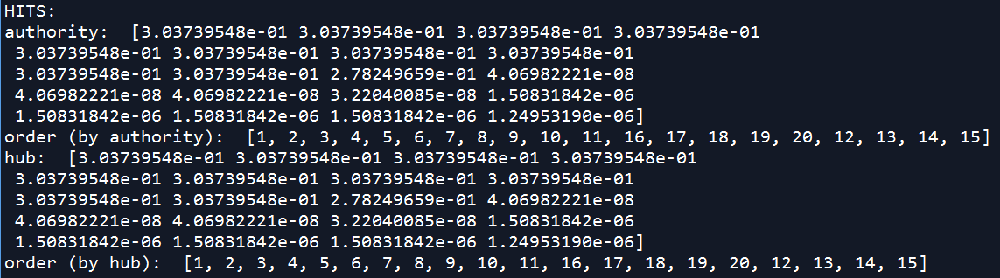 HITS:
authority:  [3.03739548e-01 3.03739548e-01 3.03739548e-01 3.03739548e-01
 3.03739548e-01 3.03739548e-01 3.03739548e-01 3.03739548e-01
 3.03739548e-01 3.03739548e-01 2.78249659e-01 4.06982221e-08
 4.06982221e-08 4.06982221e-08 3.22040085e-08 1.50831842e-06
 1.50831842e-06 1.50831842e-06 1.50831842e-06 1.24953190e-06]
order (by authority):  [1, 2, 3, 4, 5, 6, 7, 8, 9, 10, 11, 16, 17, 18, 19, 20, 12, 13, 14, 15]
hub:  [3.03739548e-01 3.03739548e-01 3.03739548e-01 3.03739548e-01
 3.03739548e-01 3.03739548e-01 3.03739548e-01 3.03739548e-01
 3.03739548e-01 3.03739548e-01 2.78249659e-01 4.06982221e-08
 4.06982221e-08 4.06982221e-08 3.22040085e-08 1.50831842e-06
 1.50831842e-06 1.50831842e-06 1.50831842e-06 1.24953190e-06]
order (by hub):  [1, 2, 3, 4, 5, 6, 7, 8, 9, 10, 11, 16, 17, 18, 19, 20, 12, 13, 14, 15]